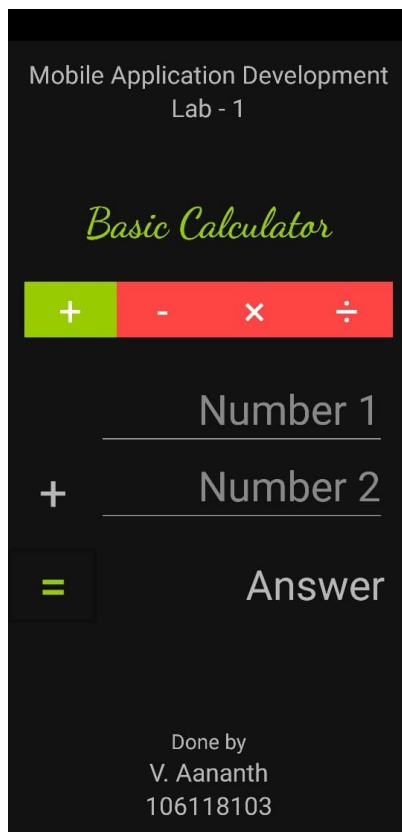 Mobile Application Development
Lab - 1
Basic Calculator
+ - × ÷
Number 1
+ Number 2
= Answer
Done by
V. Aananth
106118103